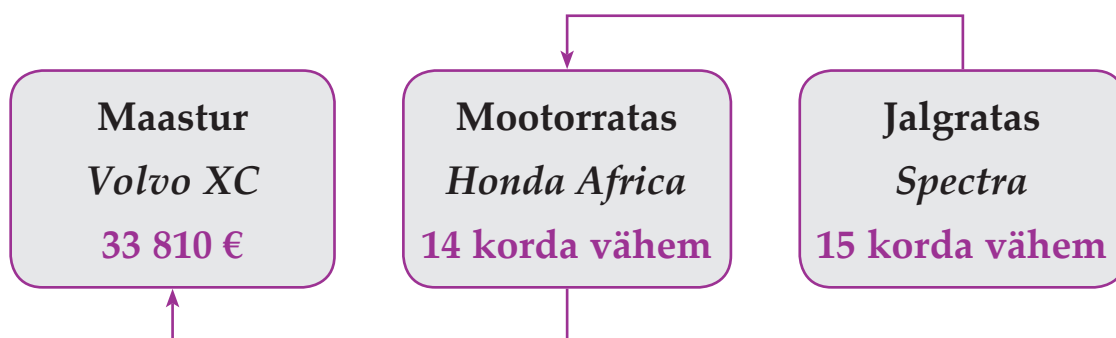 Maastur
Volvo XC
33 810 €
Mootorratas
Honda Africa
14 korda vähem
Jalgratas
Spectra
15 korda vähem